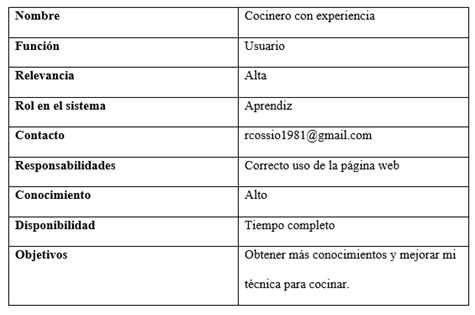 Nombre Cocinero con experiencia
Función Usuario
Relevancia Alta
Rol en el sistema Aprendiz
Contacto rcossio1981@gmail.com
Responsabilidades Correcto uso de la página web
Conocimiento Alto
Disponibilidad Tiempo completo
Objetivos Obtener más conocimientos y mejorar mi
técnica para cocinar.